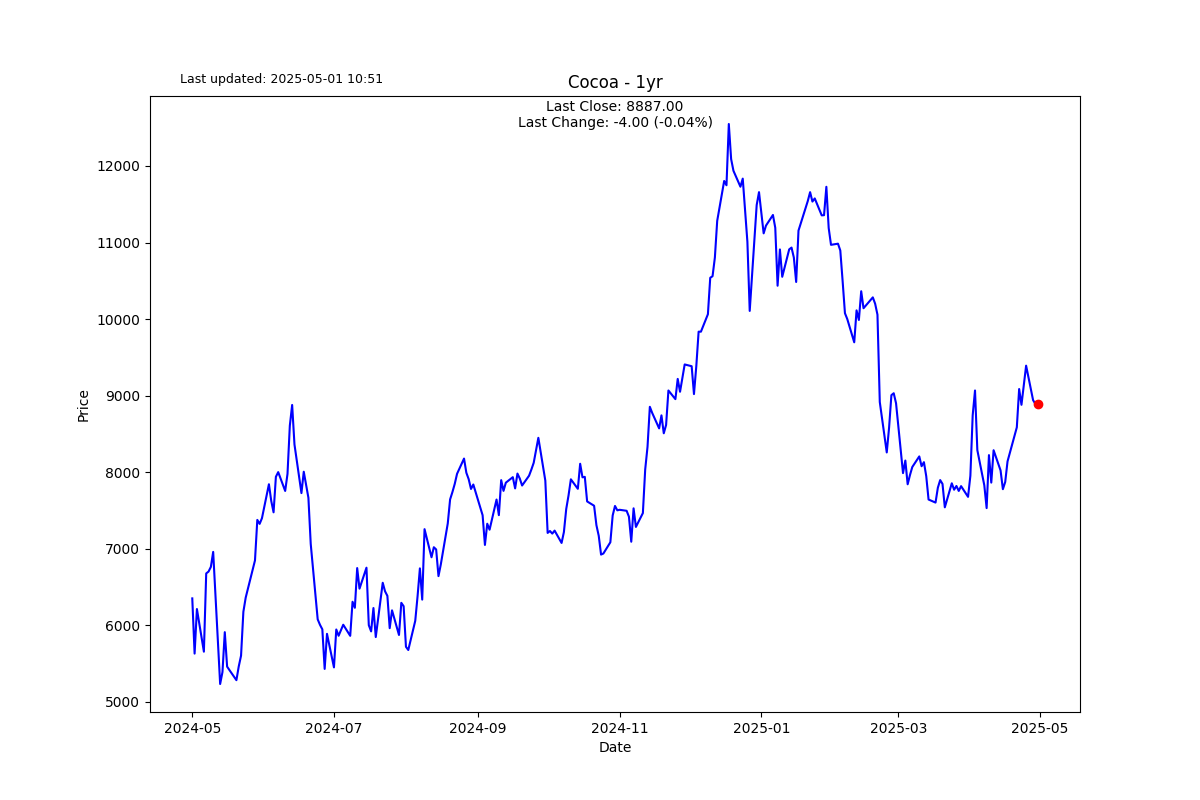 Last updated: 2025-05-01 10:51
Cocoa - 1yr
Last Close: 8887.00
Last Change: -4.00 (-0.04%)
12000
11000
10000
9000
8000
7000
6000
5000
Price
2024-05 2024-07 2024-09 2024-11 2025-01 2025-03 2025-05
Date